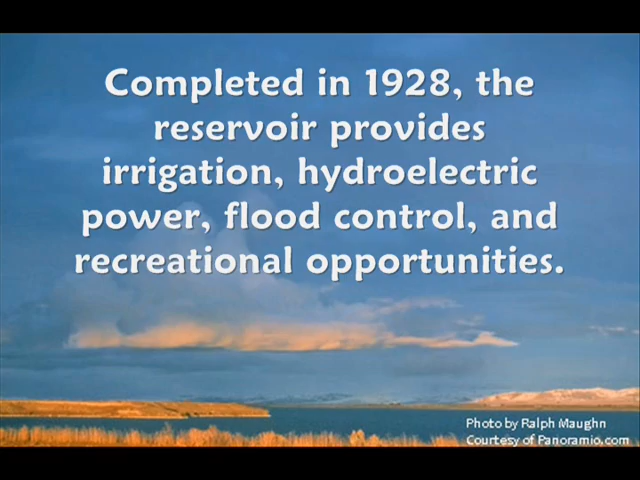 Completed in 1928, the
reservoir provides
irrigation, hydroelectric
power, flood control, and
recreational opportunities.
Photo by Ralph Maughn
Courtesy of Panoramio.com